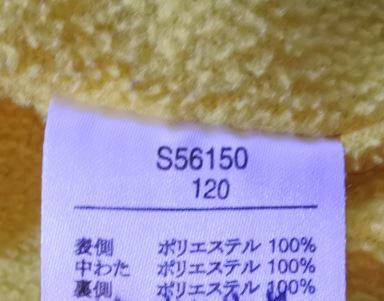 S56150
120
表側 ポリエステル 100%
中わた ポリエステル 100%
裏側 ポリエステル 100%